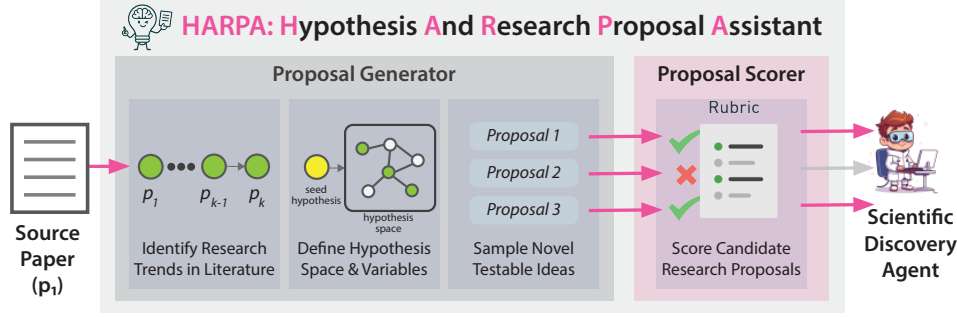 HARPA: Hypothesis And Research Proposal Assistant
Proposal Generator
Proposal Scorer
Source
Paper
(p₁)
p₁
p_{k-1}
p_k
Identify Research
Trends in Literature
seed
hypothesis
hypothesis
space
Define Hypothesis
Space & Variables
Proposal 1
Proposal 2
Proposal 3
Sample Novel
Testable Ideas
Rubric
Score Candidate
Research Proposals
Scientific
Discovery
Agent